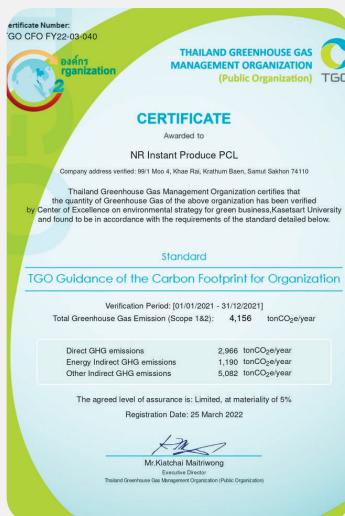 ertificate Number:
GO CFO FY22-03-040
องค์กร
rganization
2
THAILAND GREENHOUSE GAS
MANAGEMENT ORGANIZATION
(Public Organization)
TGO
CERTIFICATE
Awarded to
NR Instant Produce PCL
Company address verified: 99/1 Moo 4, Khae Rai, Krathum Baen, Samut Sakhon 74110
Thailand Greenhouse Gas Management Organization certifies that
the quantity of Greenhouse Gas of the above organization has been verified
by Center of Excellence on environmental strategy for green business,Kasetsart University
and found to be in accordance with the requirements of the standard detailed below.
Standard
TGO Guidance of the Carbon Footprint for Organization
Verification Period: [01/01/2021 - 31/12/2021]
Total Greenhouse Gas Emission (Scope 1&2): 4,156 tonCO₂e/year
Direct GHG emissions 2,966 tonCO₂e/year
Energy Indirect GHG emissions 1,190 tonCO₂e/year
Other Indirect GHG emissions 5,082 tonCO₂e/year
The agreed level of assurance is: Limited, at materiality of 5%
Registration Date: 25 March 2022
Mr.Kiatchai Maitriwong
Executive Director
Thailand Greenhouse Gas Management Organization (Public Organization)